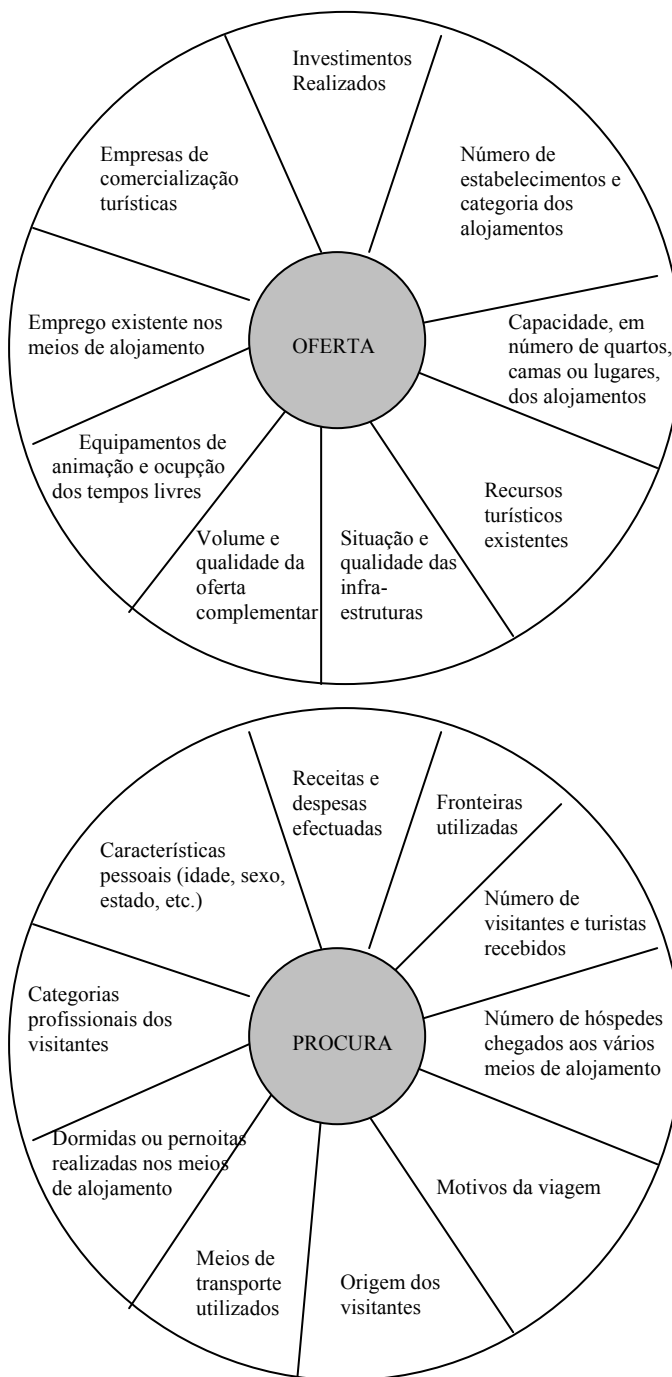 Investimentos
Realizados
Número de
estabelecimentos e
categoria dos
alojamentos
Capacidade, em
número de quartos,
camas ou lugares,
dos alojamentos
Recursos
turísticos
existentes
Situação e
qualidade das
infra-
estruturas
Volume e
qualidade da
oferta
complementar
Equipamentos de
animação e ocupção
dos tempos livres
Emprego existente nos
meios de alojamento
Empresas de
comercialização
turísticas
OFERTA
Receitas e
despesas
efectuadas
Fronteiras
utilizadas
Número de
visitantes e turistas
recebidos
Número de hóspedes
chegados aos vários
meios de alojamento
Motivos da viagem
Origem dos
visitantes
Meios de
transporte
utilizados
Dormidas ou pernoitas
realizadas nos meios
de alojamento
Categorias
profissionais dos
visitantes
Características
pessoais (idade, sexo,
estado, etc.)
PROCURA